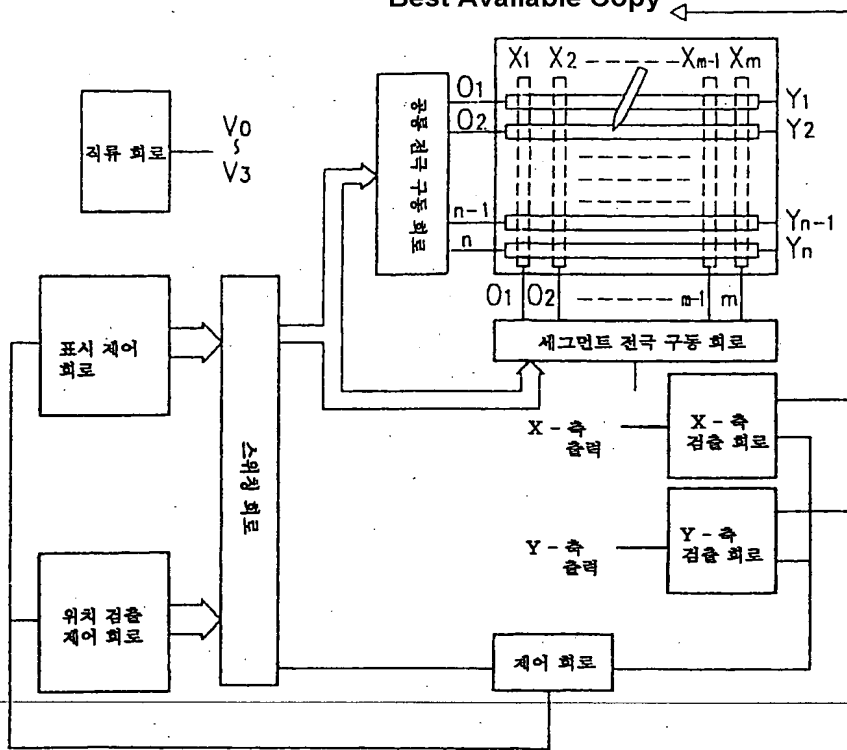 Best Available Copy
X1 X2 Xm-1 Xm
O1
O2
n-1
n
Y1
Y2
Yn-1
Yn
공통 전극 구동 회로
직류 회로
V0
~
V3
O1 O2 m-1 m
세그먼트 전극 구동 회로
표시 제어
회로
스위칭 회로
X-축
출력
X-축
검출 회로
Y-축
출력
Y-축
검출 회로
위치 검출
제어 회로
제어 회로